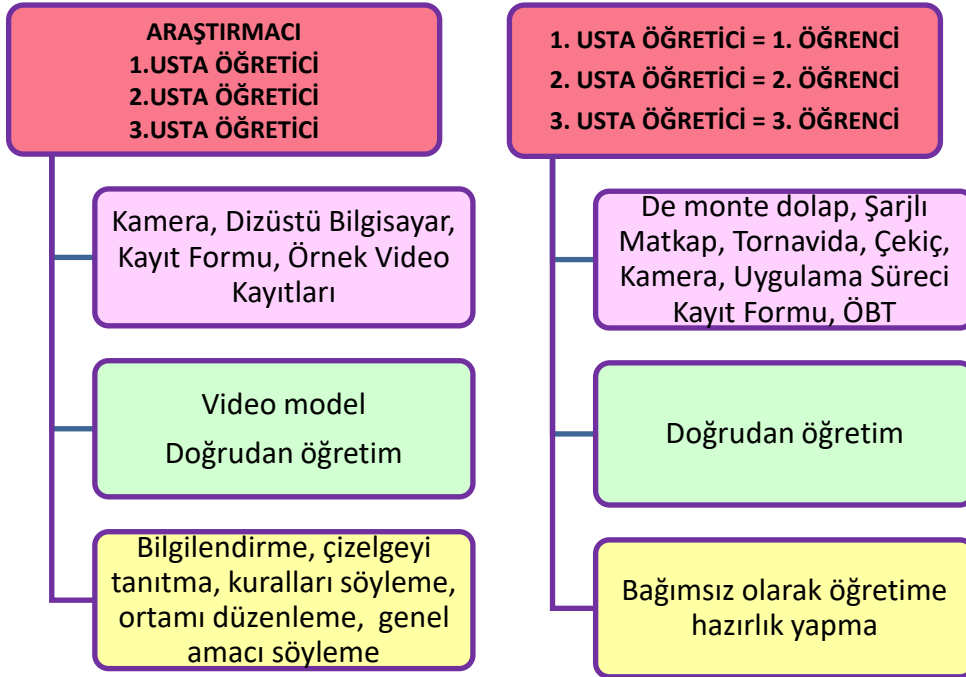 ARAŞTIRMACI
1.USTA ÖĞRETİCİ
2.USTA ÖĞRETİCİ
3.USTA ÖĞRETİCİ
Kamera, Dizüstü Bilgisayar,
Kayıt Formu, Örnek Video
Kayıtları
Video model
Doğrudan öğretim
Bilgilendirme, çizelgeyi
tanıtma, kuralları söyleme,
ortamı düzenleme, genel
amacı söyleme
1. USTA ÖĞRETİCİ = 1. ÖĞRENCİ
2. USTA ÖĞRETİCİ = 2. ÖĞRENCİ
3. USTA ÖĞRETİCİ = 3. ÖĞRENCİ
De monte dolap, Şarjlı
Matkap, Tornavida, Çekiç,
Kamera, Uygulama Süreci
Kayıt Formu, ÖBT
Doğrudan öğretim
Bağımsız olarak öğretime
hazırlık yapma